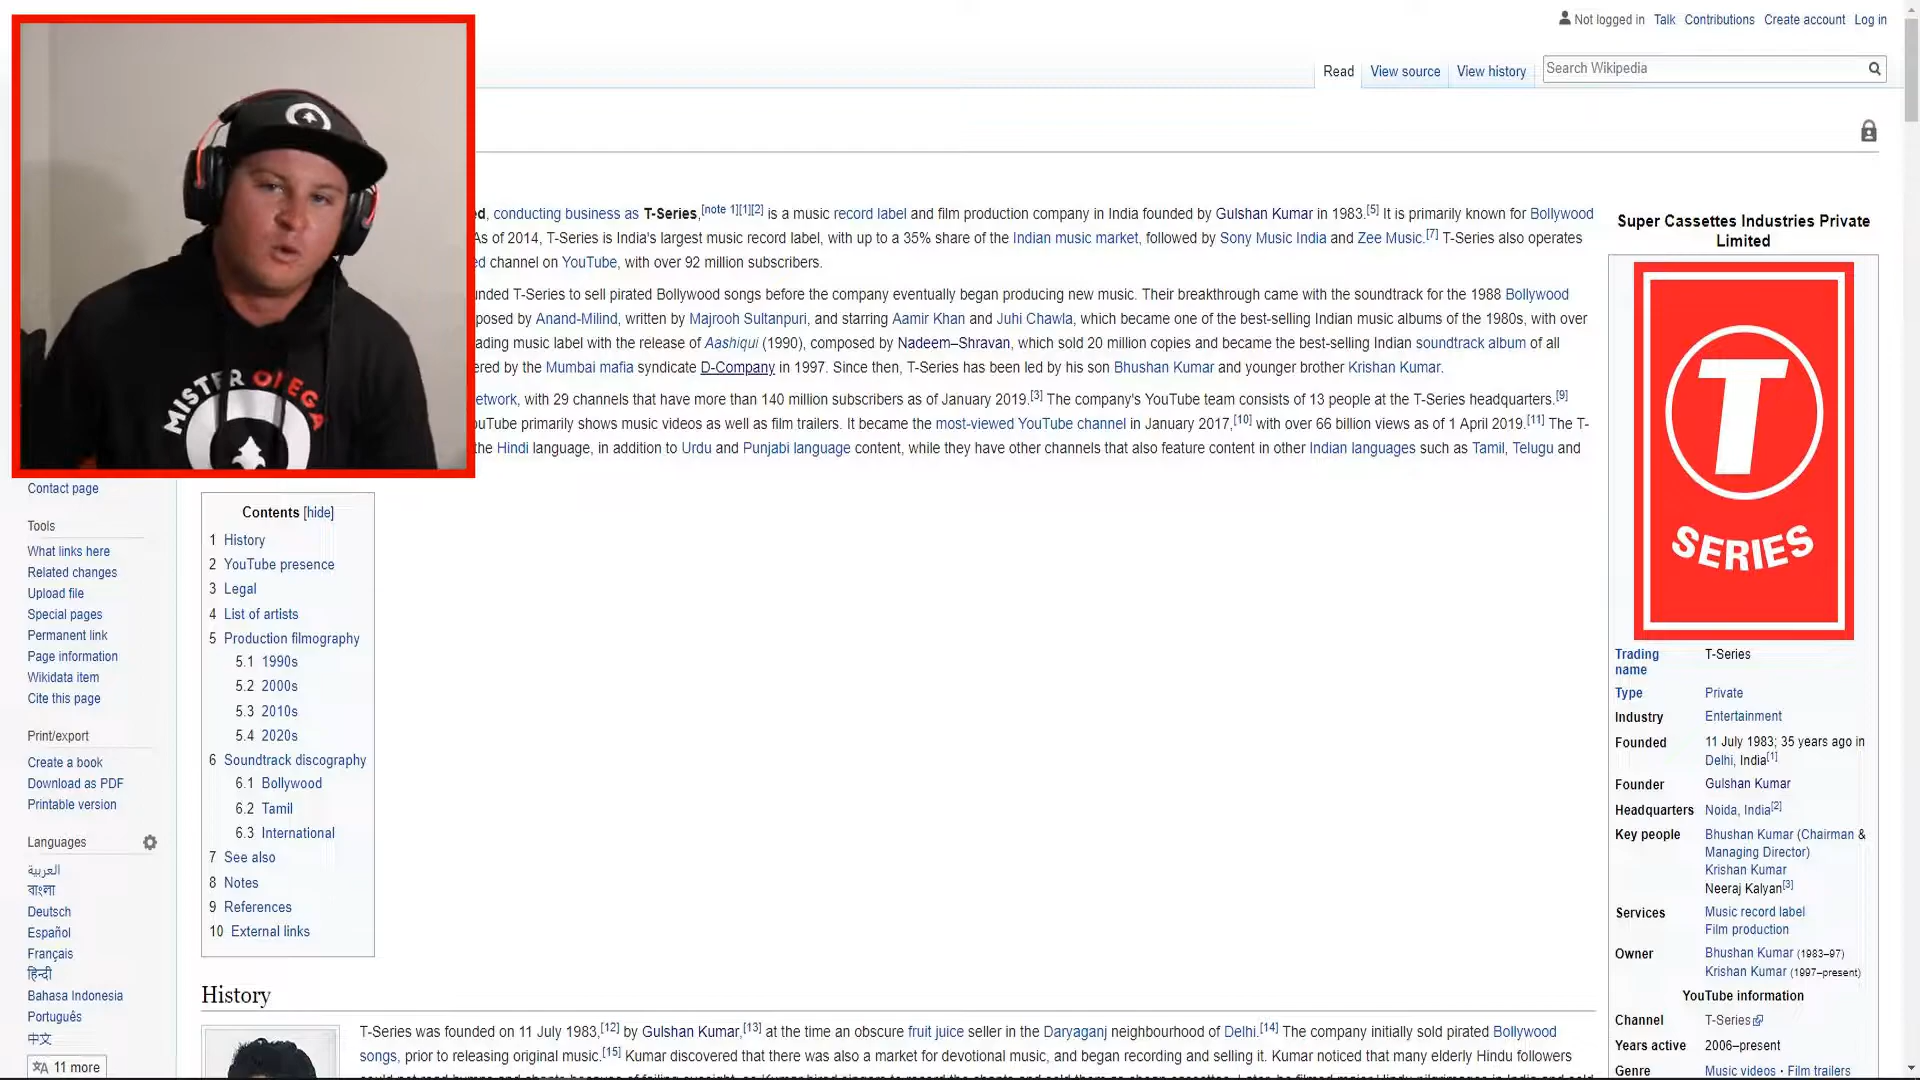 Not logged in Talk Contributions Create account Log in
Read View source View history Search Wikipedia
MISTER OMEGA
ed, conducting business as T-Series,[note 1][1][2] is a music record label and film production company in India founded by Gulshan Kumar in 1983.[5] It is primarily known for Bollywood
As of 2014, T-Series is India's largest music record label, with up to a 35% share of the Indian music market, followed by Sony Music India and Zee Music.[7] T-Series also operates
ed channel on YouTube, with over 92 million subscribers.
unded T-Series to sell pirated Bollywood songs before the company eventually began producing new music. Their breakthrough came with the soundtrack for the 1988 Bollywood
posed by Anand-Milind, written by Majrooh Sultanpuri, and starring Aamir Khan and Juhi Chawla, which became one of the best-selling Indian music albums of the 1980s, with over
ading music label with the release of Aashiqui (1990), composed by Nadeem–Shravan, which sold 20 million copies and became the best-selling Indian soundtrack album of all
ered by the Mumbai mafia syndicate D-Company in 1997. Since then, T-Series has been led by his son Bhushan Kumar and younger brother Krishan Kumar.
etwork, with 29 channels that have more than 140 million subscribers as of January 2019.[3] The company's YouTube team consists of 13 people at the T-Series headquarters.[9]
ouTube primarily shows music videos as well as film trailers. It became the most-viewed YouTube channel in January 2017,[10] with over 66 billion views as of 1 April 2019.[11] The T-
the Hindi language, in addition to Urdu and Punjabi language content, while they have other channels that also feature content in other Indian languages such as Tamil, Telugu and
Contact page
Tools
What links here
Related changes
Upload file
Special pages
Permanent link
Page information
Wikidata item
Cite this page
Print/export
Create a book
Download as PDF
Printable version
Languages
العربية
বাংলা
Deutsch
Español
Français
हिन्दी
Bahasa Indonesia
Português
中文
11 more
Contents [hide]
1 History
2 YouTube presence
3 Legal
4 List of artists
5 Production filmography
5.1 1990s
5.2 2000s
5.3 2010s
5.4 2020s
6 Soundtrack discography
6.1 Bollywood
6.2 Tamil
6.3 International
7 See also
8 Notes
9 References
10 External links
History
T-Series was founded on 11 July 1983,[12] by Gulshan Kumar,[13] at the time an obscure fruit juice seller in the Daryaganj neighbourhood of Delhi.[14] The company initially sold pirated Bollywood
songs, prior to releasing original music.[15] Kumar discovered that there was also a market for devotional music, and began recording and selling it. Kumar noticed that many elderly Hindu followers
Super Cassettes Industries Private
Limited
T
SERIES
Trading name T-Series
Type Private
Industry Entertainment
Founded 11 July 1983; 35 years ago in
Delhi, India[1]
Founder Gulshan Kumar
Headquarters Noida, India[2]
Key people Bhushan Kumar (Chairman &
Managing Director)
Krishan Kumar
Neeraj Kalyan[3]
Services Music record label
Film production
Owner Bhushan Kumar (1983–97)
Krishan Kumar (1997–present)
YouTube information
Channel T-Series
Years active 2006–present
Genre Music videos · Film trailers